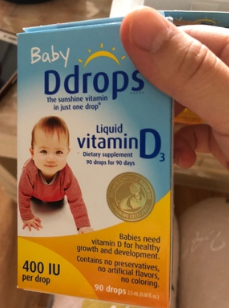 Baby
Ddrops
The sunshine vitamin
in just one drop*
Liquid
vitamin D3
Dietary supplement
90 drops for 90 days
Babies need
vitamin D for healthy
growth and development.
Contains no preservatives,
no artificial flavors,
no coloring.
400 IU
per drop
90 drops